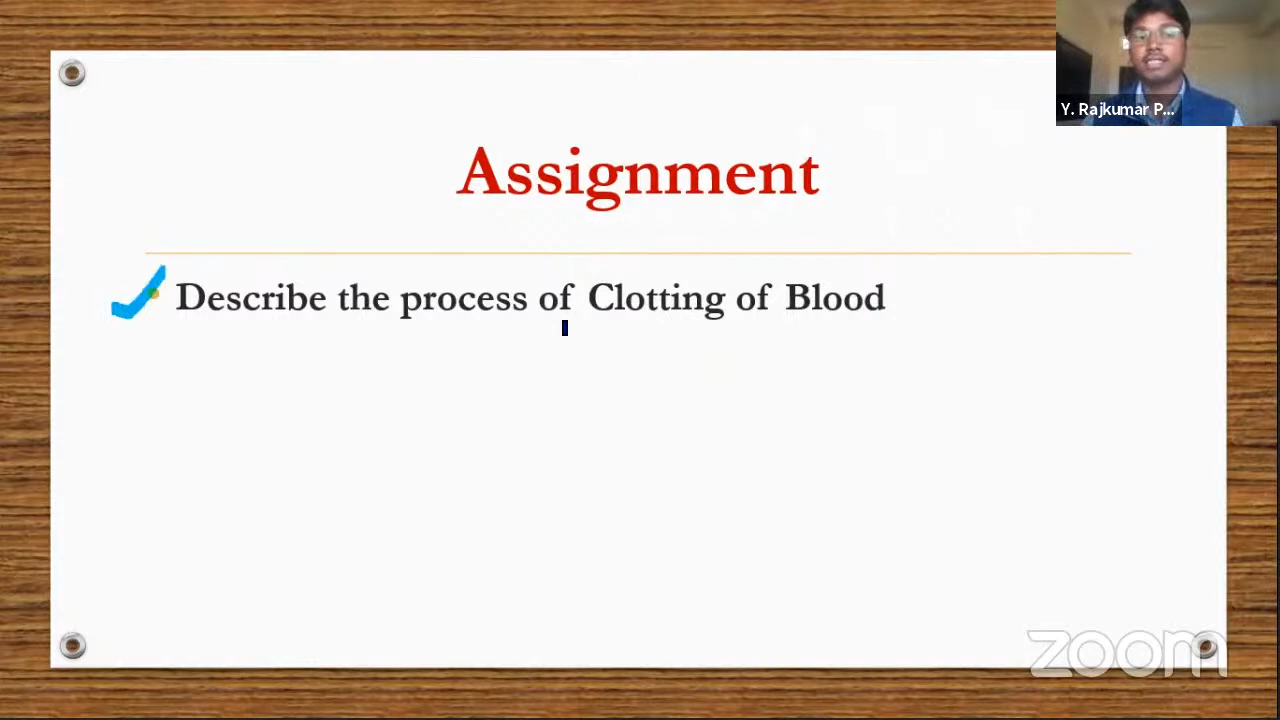 Y. Rajkumar P...
Assignment
Describe the process of Clotting of Blood
zoom